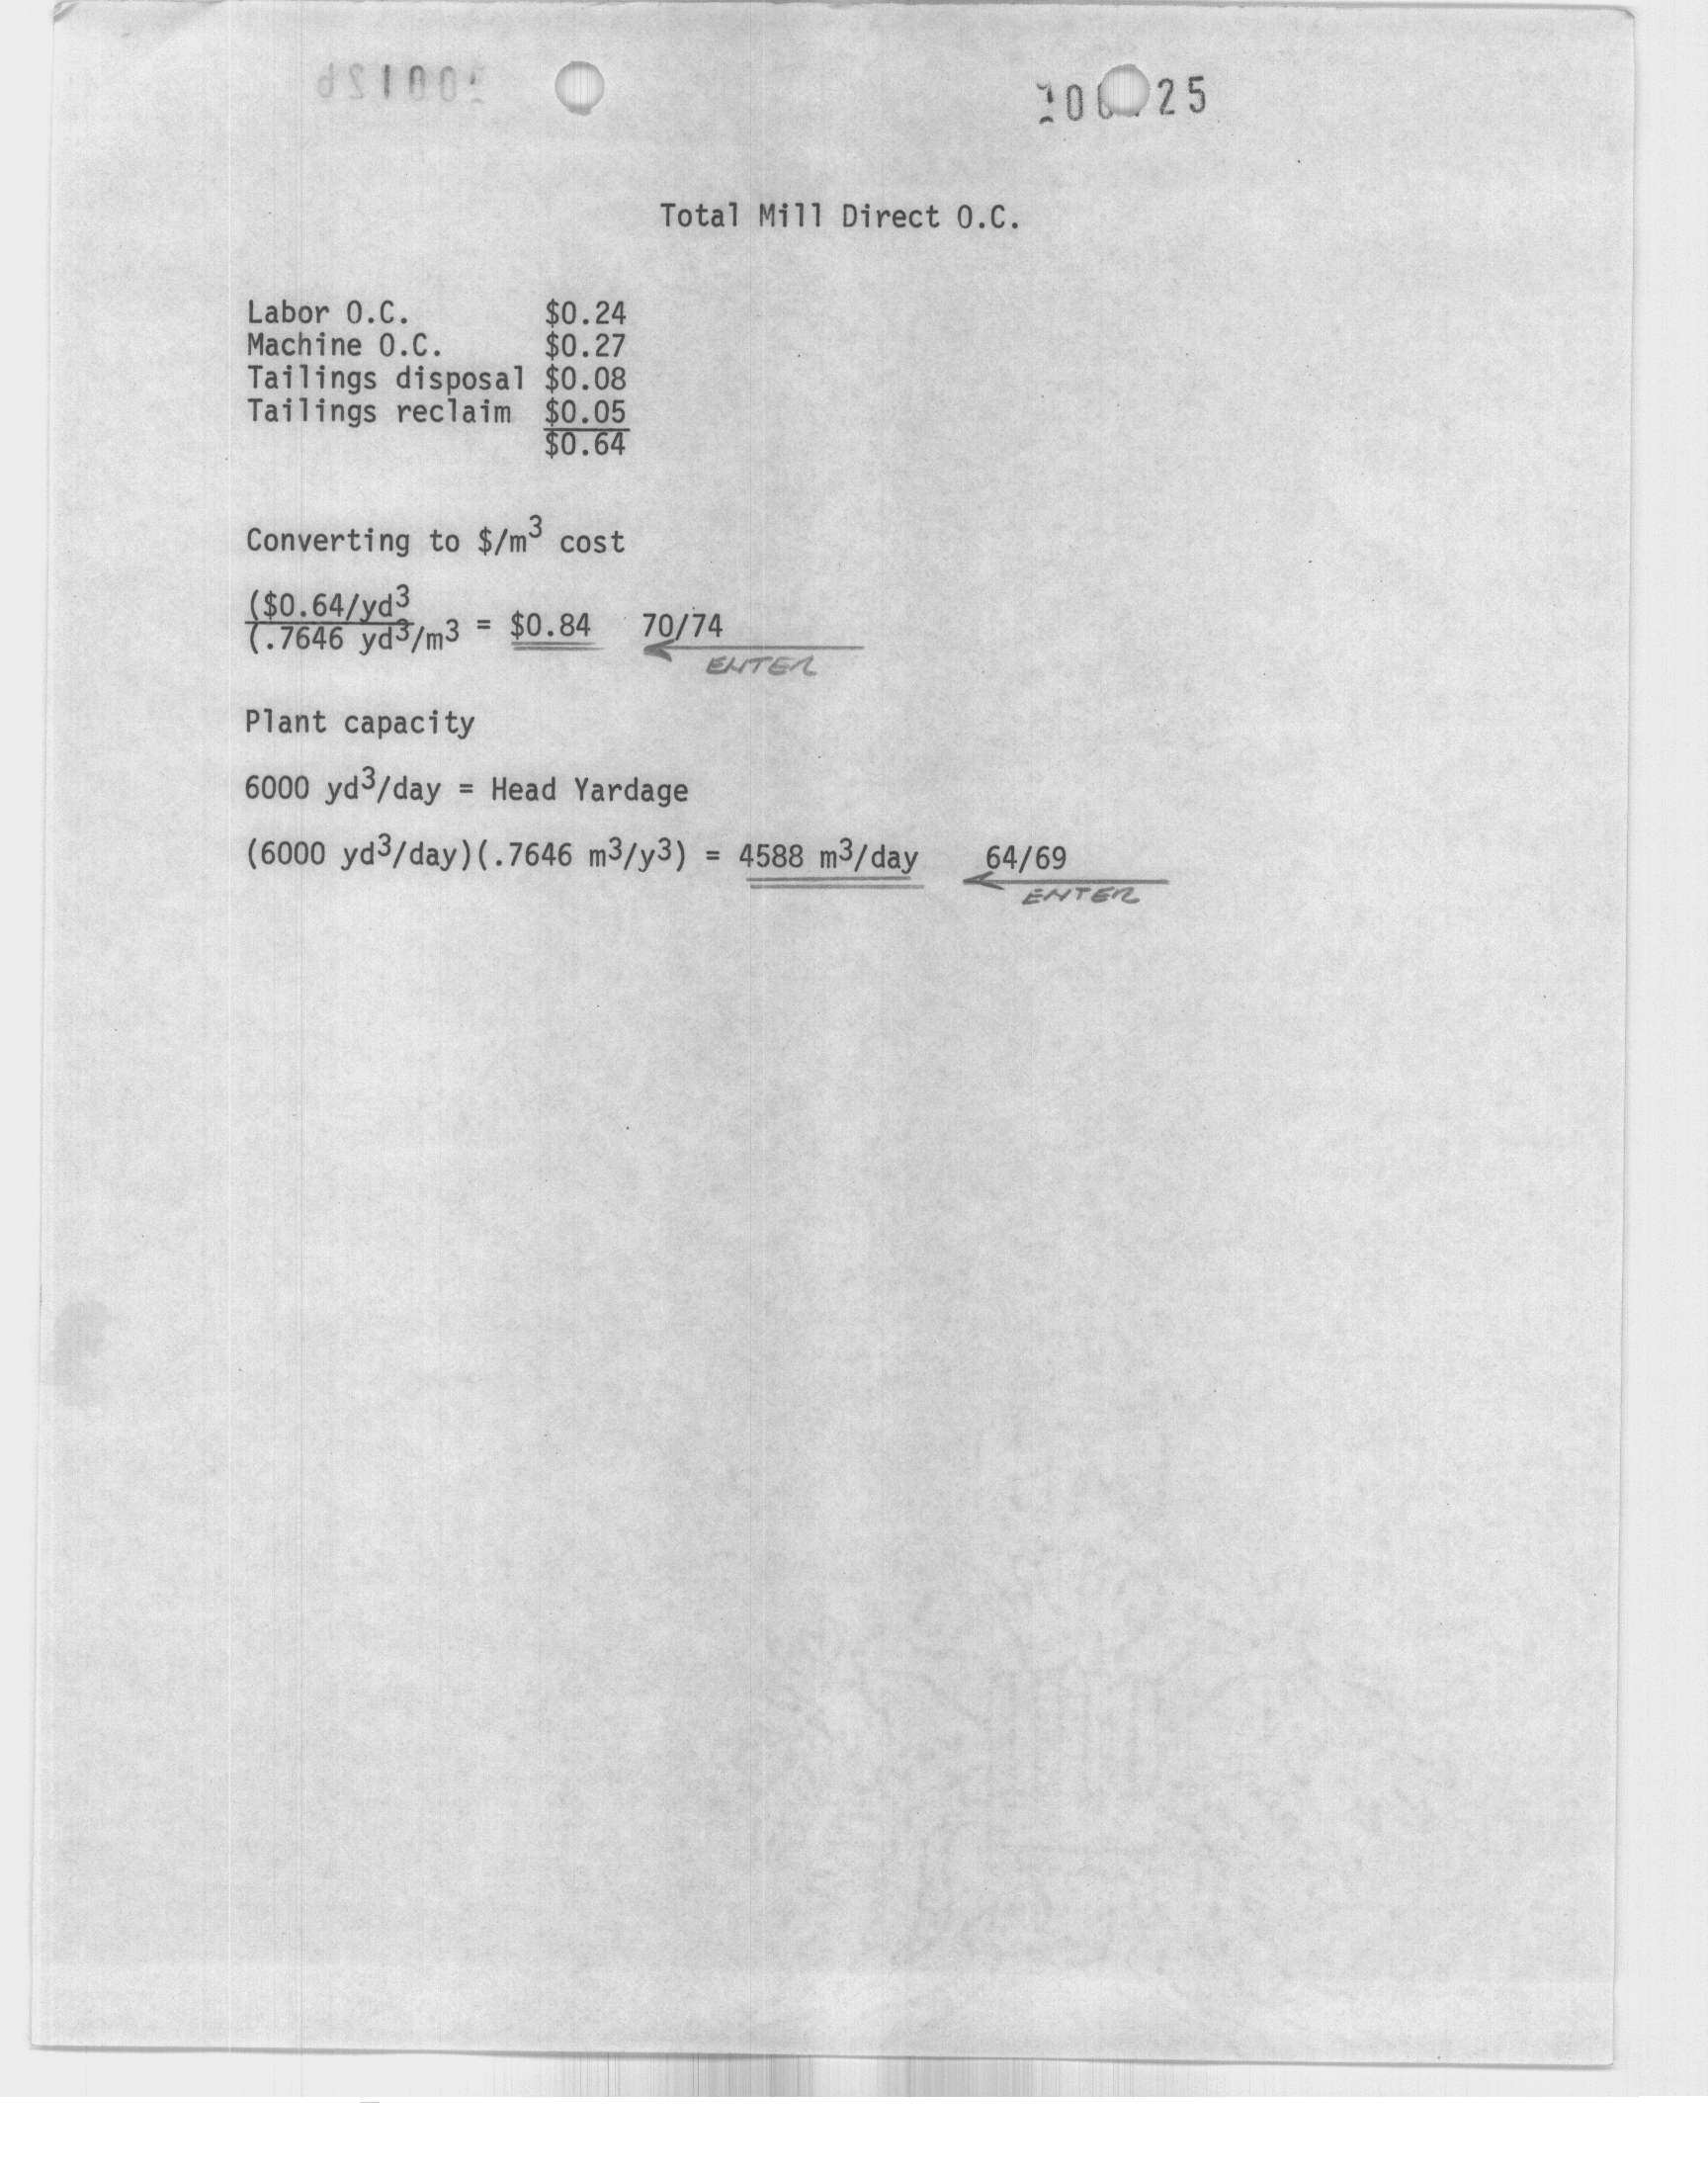 25
Total Mill Direct O.C.
Labor O.C. $0.24
Machine O.C. $0.27
Tailings disposal $0.08
Tailings reclaim $0.05
$0.64
Converting to $/m³ cost
($0.64/yd³
(.7646 yd³/m³ = $0.84 70/74
ENTER
Plant capacity
6000 yd³/day = Head Yardage
(6000 yd³/day)(.7646 m³/y³) = 4588 m³/day 64/69
ENTER